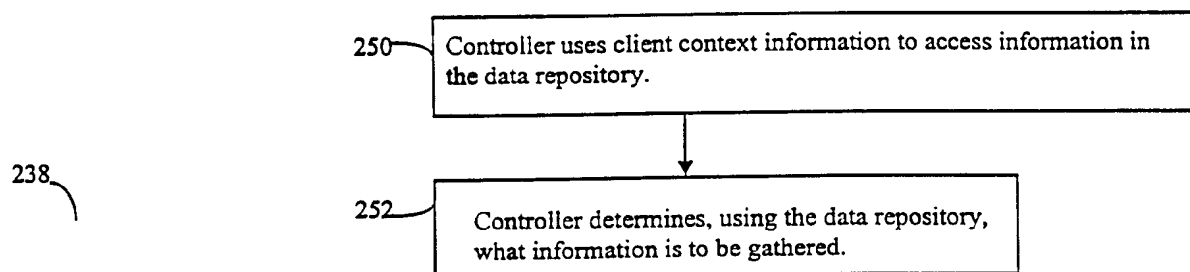 250
Controller uses client context information to access information in
the data repository.
238
252
Controller determines, using the data repository,
what information is to be gathered.